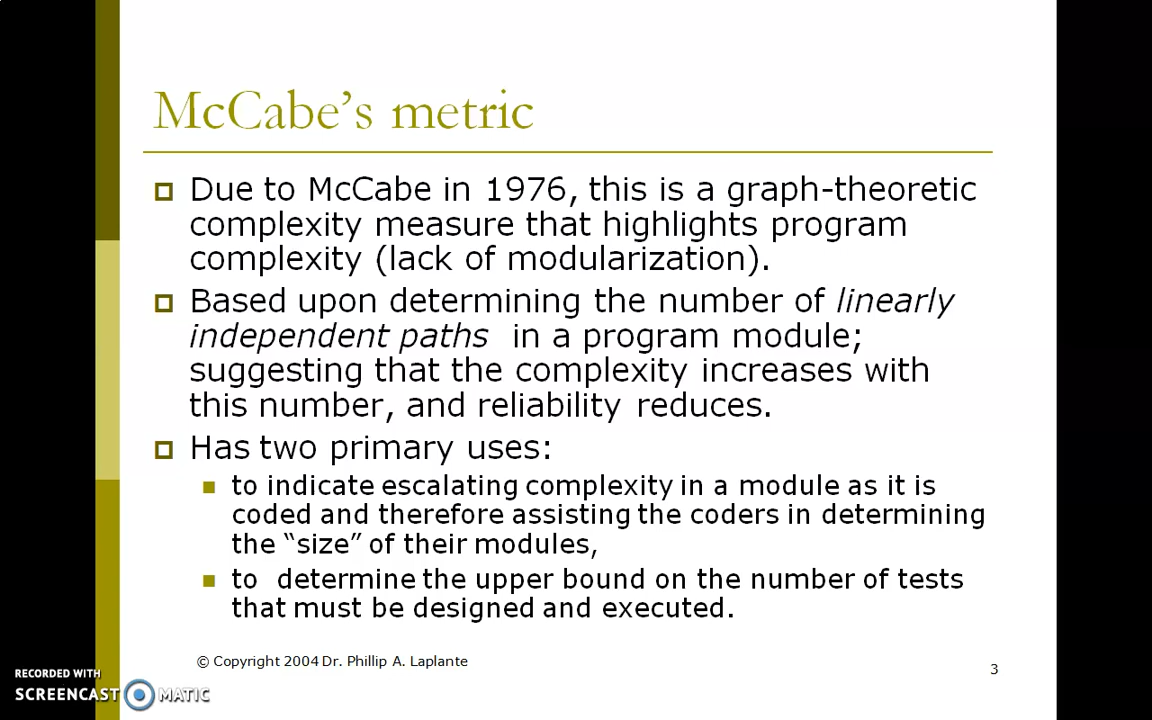 McCabe's metric
Due to McCabe in 1976, this is a graph-theoretic
complexity measure that highlights program
complexity (lack of modularization).
Based upon determining the number of linearly
independent paths in a program module;
suggesting that the complexity increases with
this number, and reliability reduces.
Has two primary uses:
to indicate escalating complexity in a module as it is
coded and therefore assisting the coders in determining
the “size” of their modules,
to determine the upper bound on the number of tests
that must be designed and executed.
© Copyright 2004 Dr. Phillip A. Laplante
3
RECORDED WITH
SCREENCAST MATIC